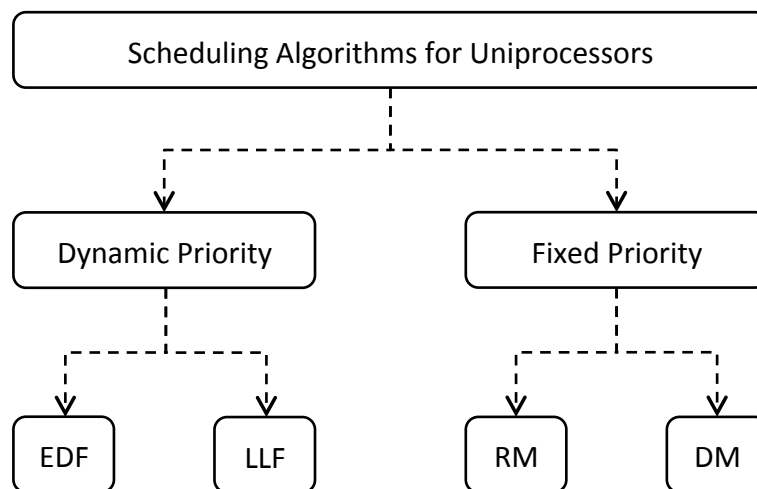 Scheduling Algorithms for Uniprocessors
Dynamic Priority
Fixed Priority
EDF
LLF
RM
DM